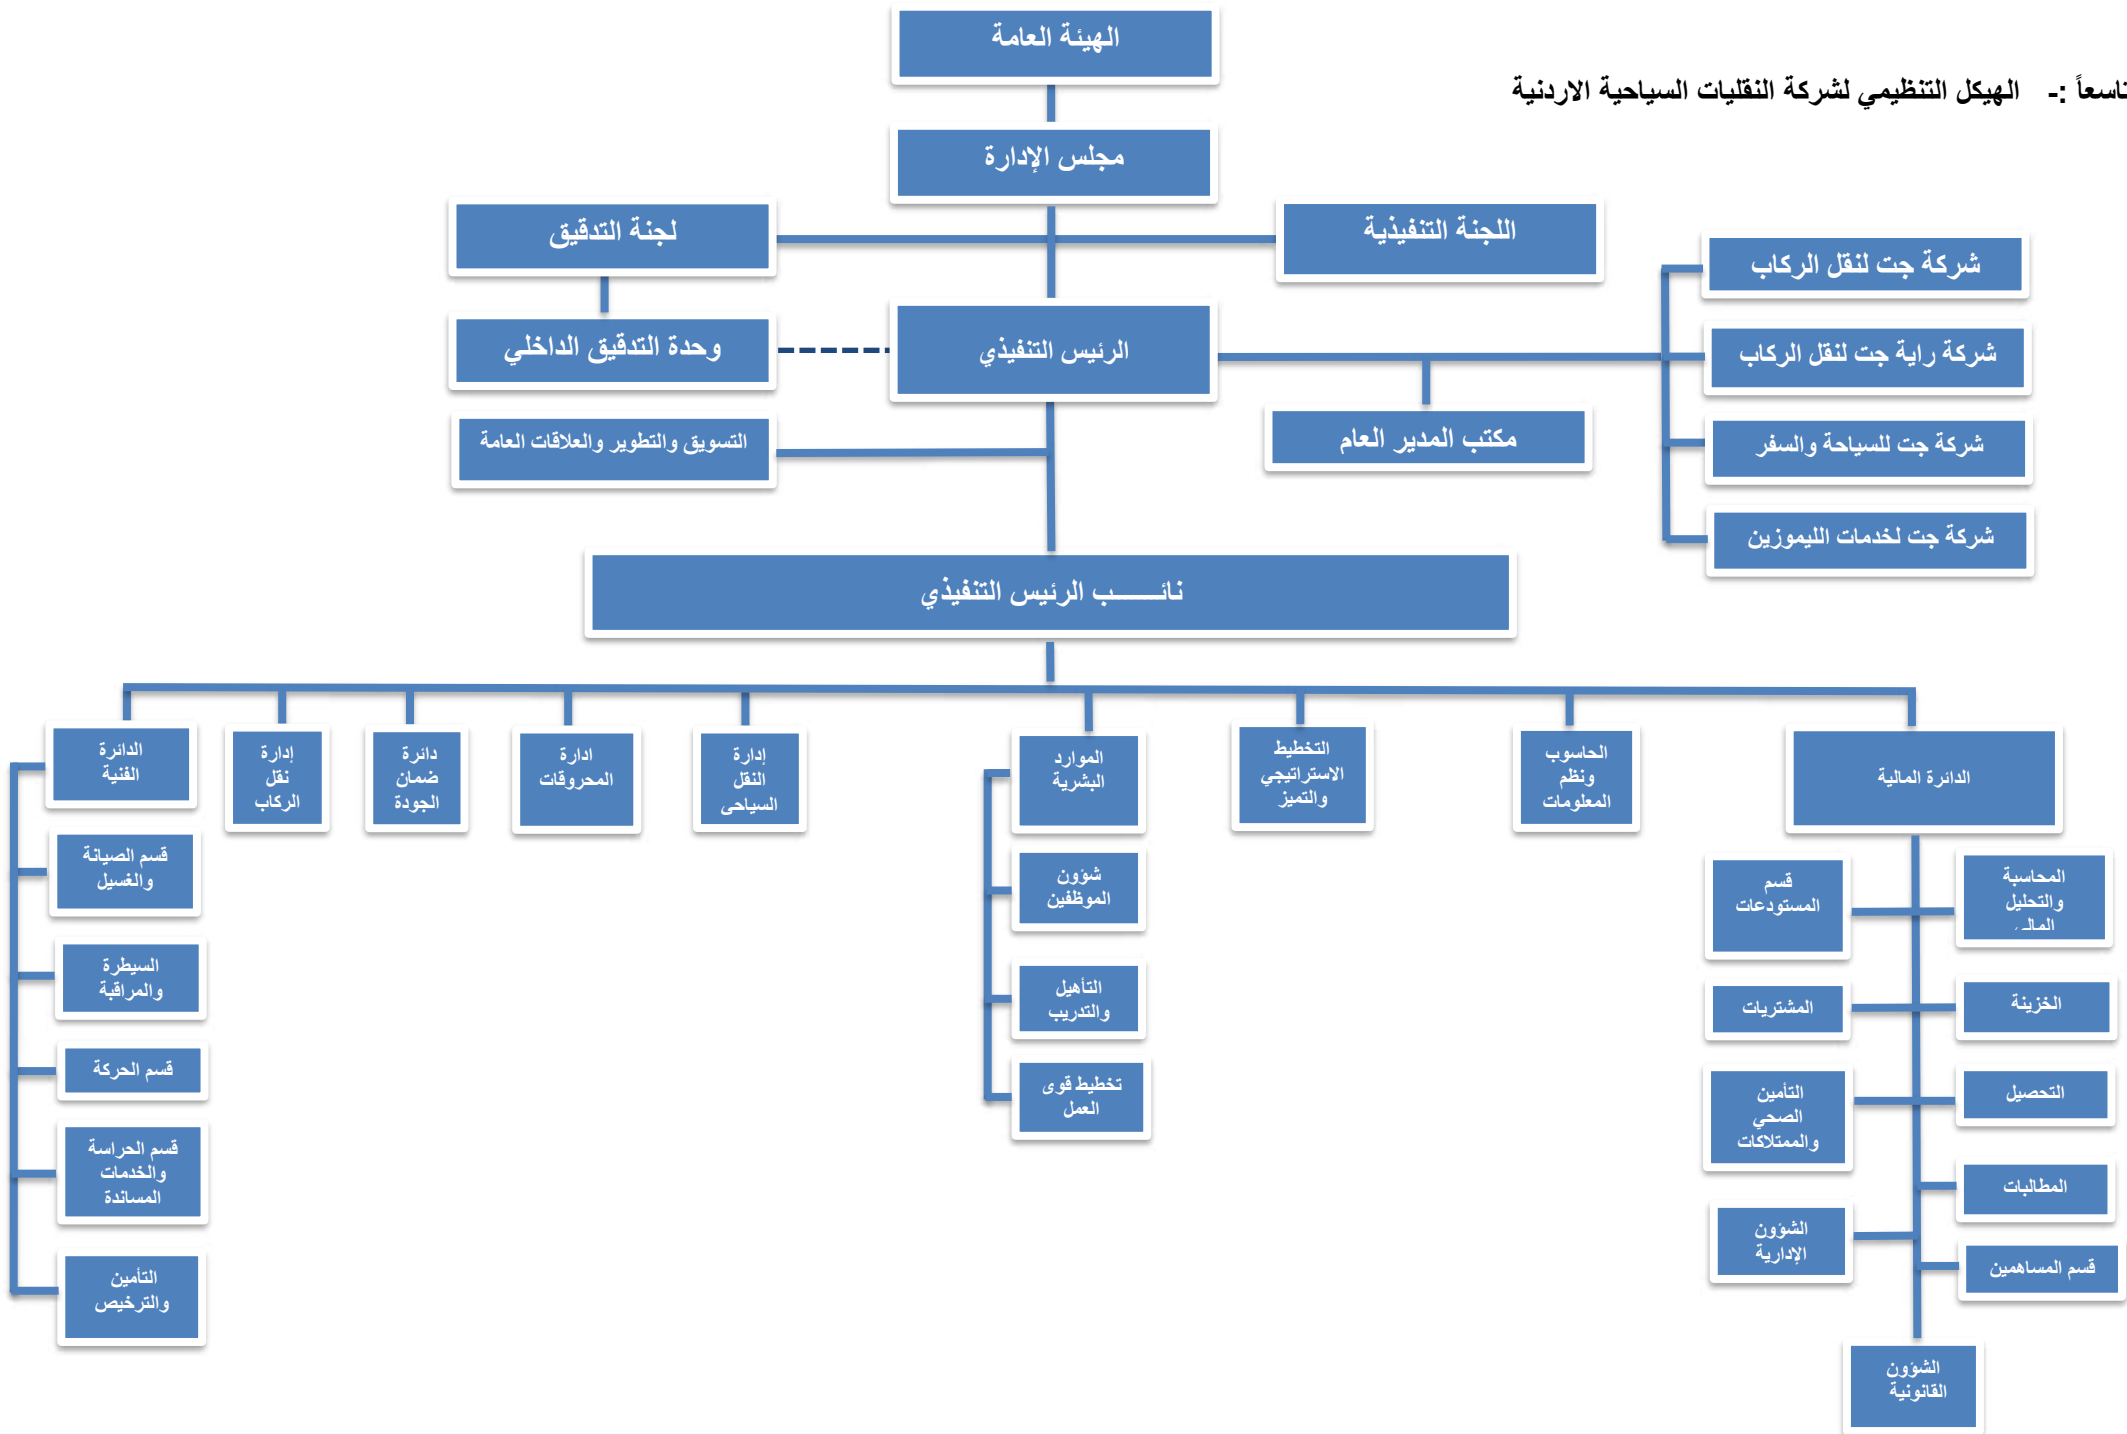 الهيئة العامة
تاسعاً :- الهيكل التنظيمي لشركة النقليات السياحية الاردنية
مجلس الإدارة
اللجنة التنفيذية
لجنة التدقيق
شركة جت لنقل الركاب
شركة راية جت لنقل الركاب
شركة جت للسياحة والسفر
شركة جت لخدمات الليموزين
الرئيس التنفيذي
وحدة التدقيق الداخلي
مكتب المدير العام
التسويق والتطوير والعلاقات العامة
نائـــــــب الرئيس التنفيذي
الدائرة المالية
الحاسوب
ونظم
المعلومات
التخطيط
الاستراتيجي
والتميز
الموارد
البشرية
إدارة
النقل
السياحى
ادارة
المحروقات
دائرة
ضمان
الجودة
إدارة
نقل
الركاب
الدائرة
الفنية
المحاسبة
والتحليل
المالي
قسم
المستودعات
الخزينة
المشتريات
التحصيل
التأمين
الصحي
والممتلاكات
المطالبات
الشؤون
الإدارية
قسم المساهمين
الشؤون
القانونية
شؤون
الموظفين
التأهيل
والتدريب
تخطيط قوى
العمل
قسم الصيانة
والغسيل
السيطرة
والمراقبة
قسم الحركة
قسم الحراسة
والخدمات
المساندة
التأمين
والترخيص